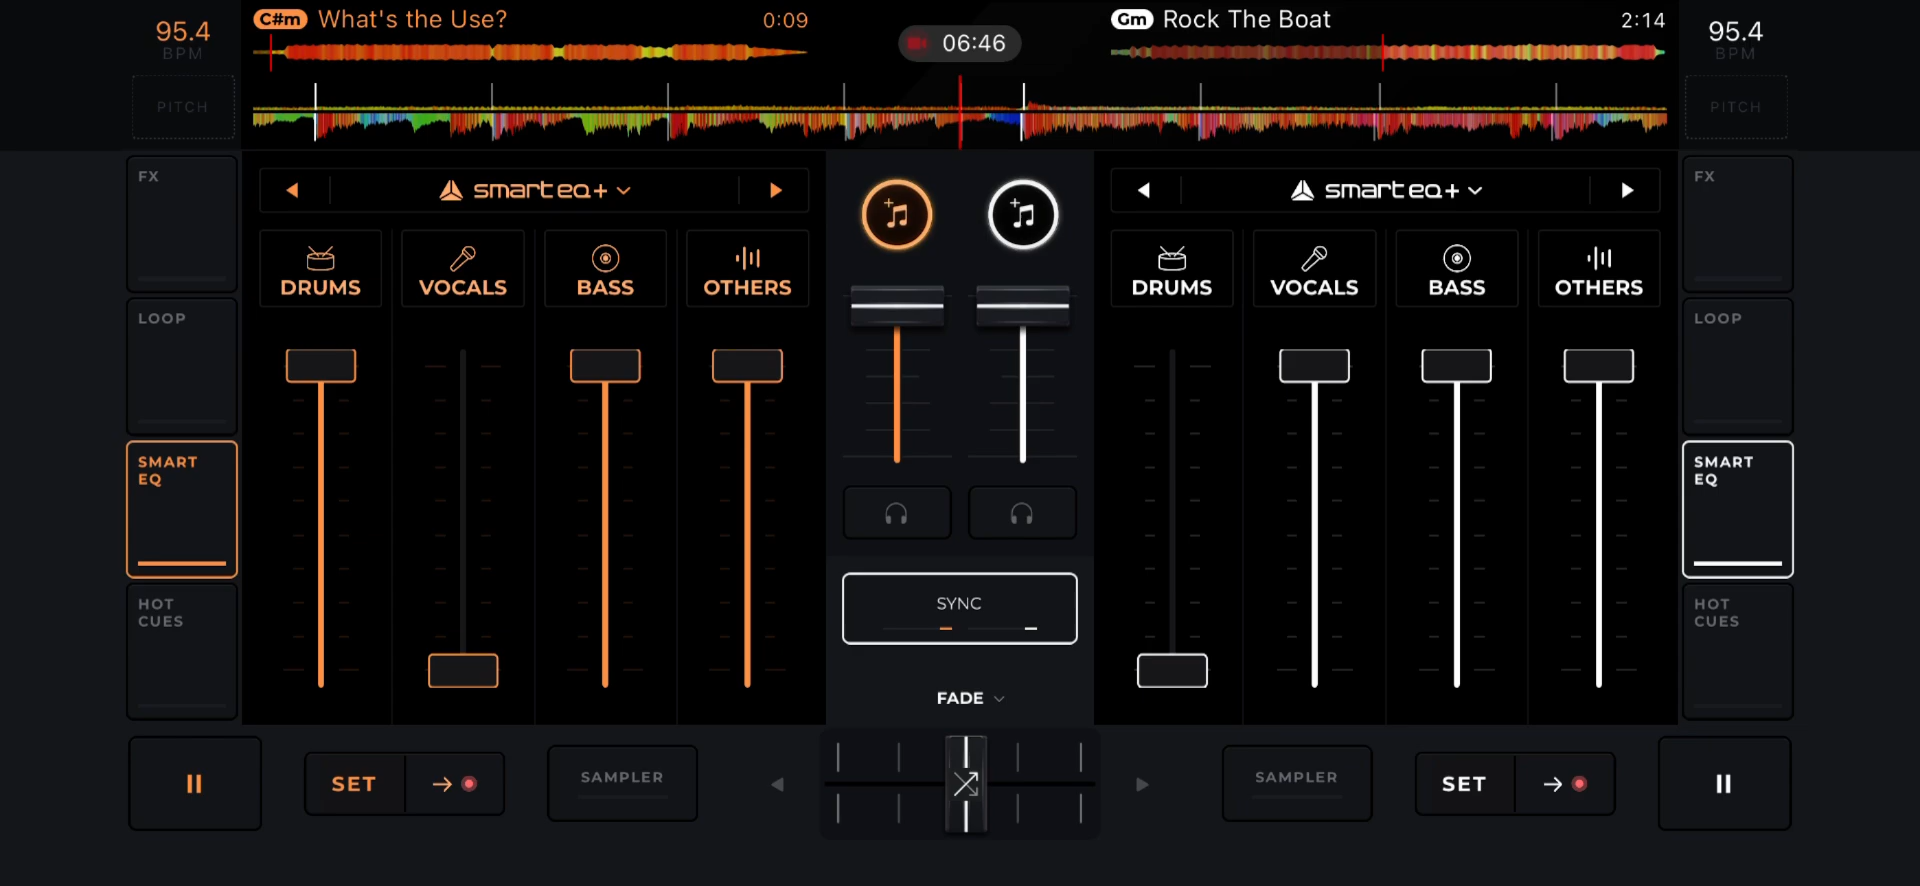 95.4
BPM
PITCH
C#m What's the Use? 0:09
06:46
Gm Rock The Boat 2:14
95.4
BPM
PITCH
FX
LOOP
SMART
EQ
HOT
CUES
smart eq+
DRUMS
VOCALS
BASS
OTHERS
SYNC
FADE
smart eq+
DRUMS
VOCALS
BASS
OTHERS
FX
LOOP
SMART
EQ
HOT
CUES
SET
SAMPLER
SAMPLER
SET